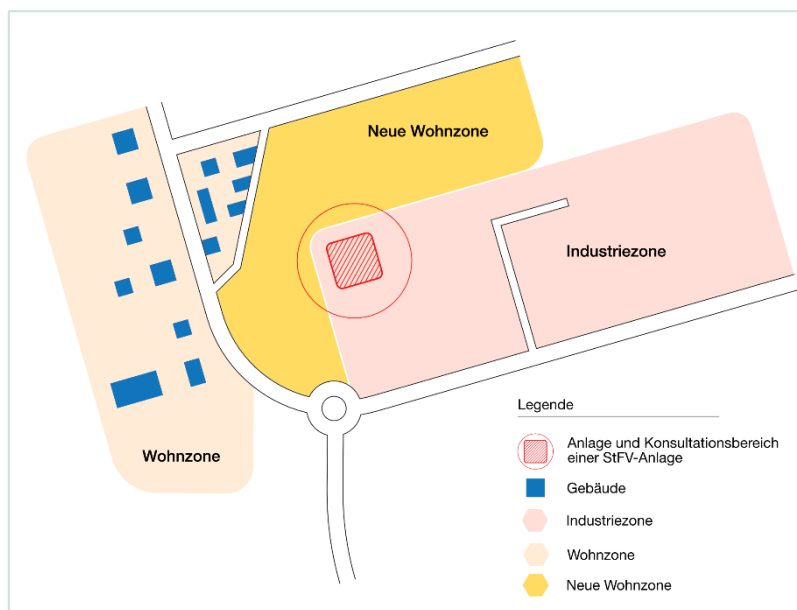 Neue Wohnzone
Industriezone
Wohnzone
Legende
Anlage und Konsultationsbereich
einer StFV-Anlage
Gebäude
Industriezone
Wohnzone
Neue Wohnzone